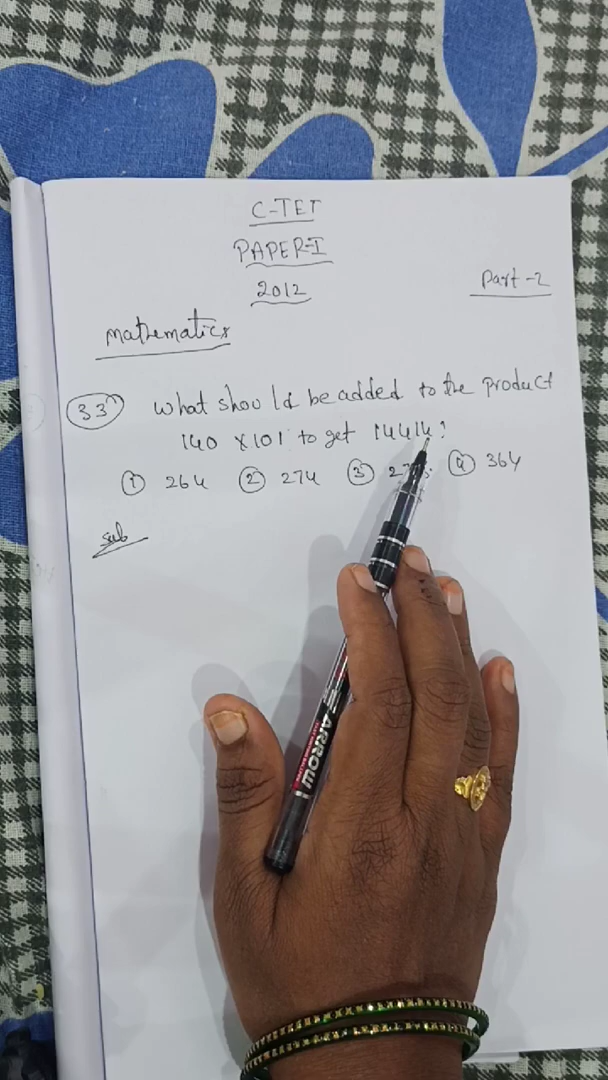 C-TET
PAPER-I
2012
Part-2
Mathematics
33) What should be added to the product
140 x 101 to get 14414?
① 264 ② 274 ③ ④ 364
Sol
ARROW